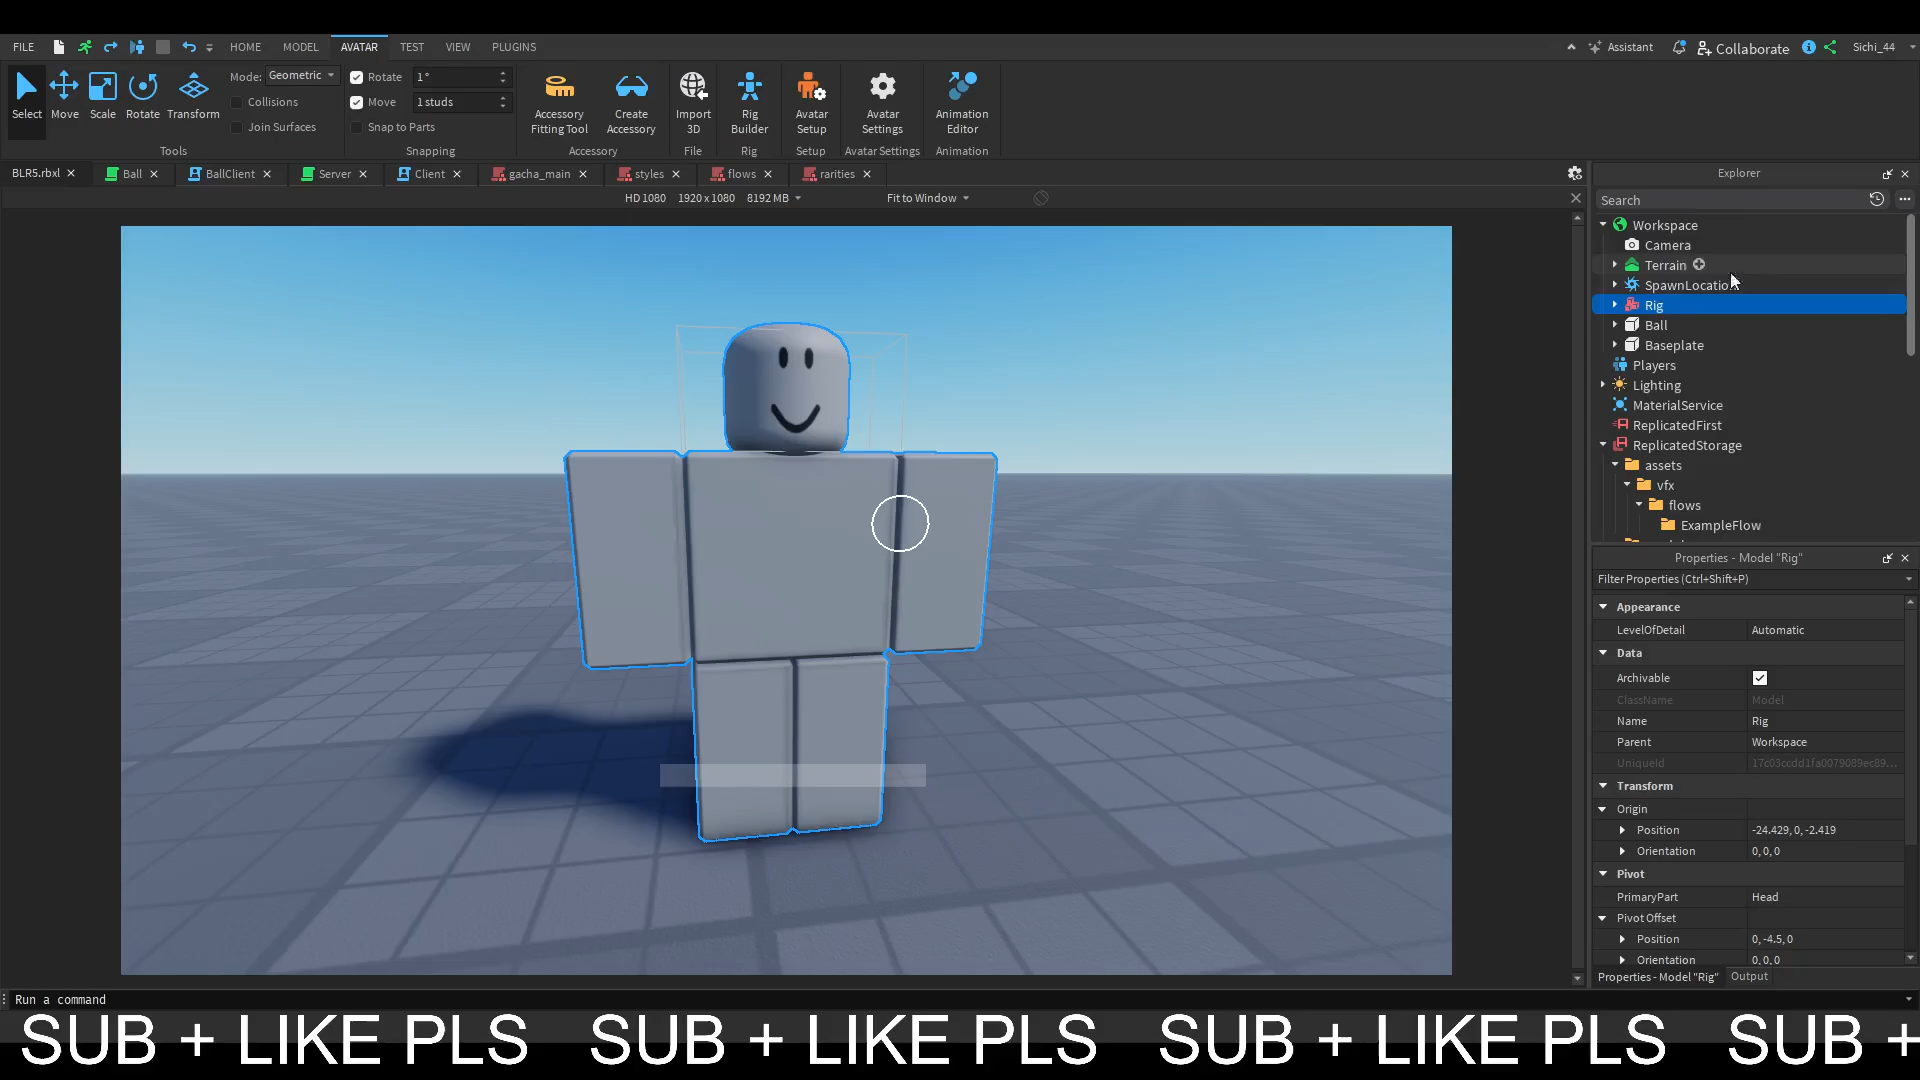 FILE HOME MODEL AVATAR TEST VIEW PLUGINS Assistant Collaborate Sichi_44
Select Move Scale Rotate Transform
Mode: Geometric
Collisions
Join Surfaces
Tools
Rotate 1 °
Move 1 studs
Snap to Parts
Snapping
Accessory Fitting Tool
Create Accessory
Accessory
Import 3D
File
Rig Builder
Rig
Avatar Setup
Setup
Avatar Settings
Avatar Settings
Animation Editor
Animation
BLR5.rbxl Ball BallClient Server Client gacha_main styles flows rarities
HD 1080 1920 x 1080 8192 MB Fit to Window
Explorer
Search
Workspace
Camera
Terrain
SpawnLocation
Rig
Ball
Baseplate
Players
Lighting
MaterialService
ReplicatedFirst
ReplicatedStorage
assets
vfx
flows
ExampleFlow
Properties - Model "Rig"
Filter Properties (Ctrl+Shift+P)
Appearance
LevelOfDetail Automatic
Data
Archivable
ClassName Model
Name Rig
Parent Workspace
UniqueId 17c03ccdd1fa0079089ec89...
Transform
Origin
Position -24.429, 0, -2.419
Orientation 0, 0, 0
Pivot
PrimaryPart Head
Pivot Offset
Position 0, -4.5, 0
Orientation 0, 0, 0
Properties - Model "Rig" Output
Run a command
SUB + LIKE PLS SUB + LIKE PLS SUB + LIKE PLS SUB +